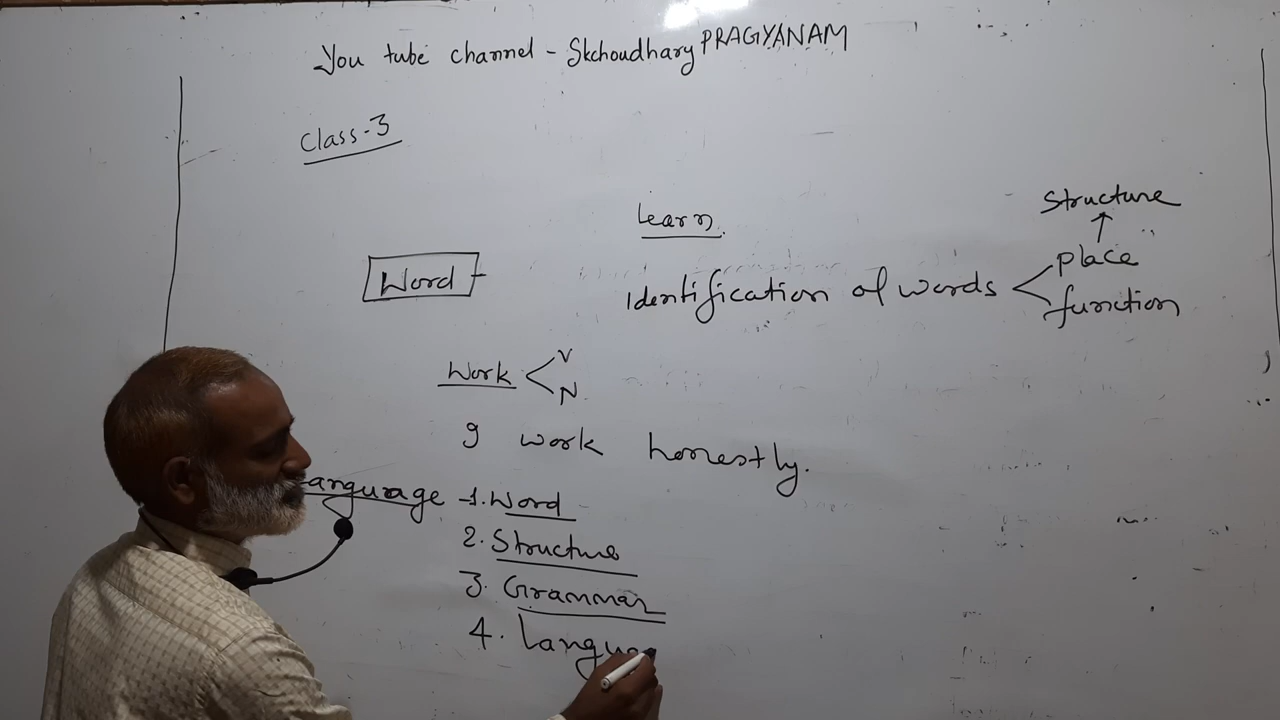 You tube channel - Skchoudhary PRAGYANAM
Class-3
Learn
Structure
↑
Word -
Identification of words < place
function
Work < V
N
I work honestly.
Language - 1. Word
2. Structure
3. Grammar
4. Langua